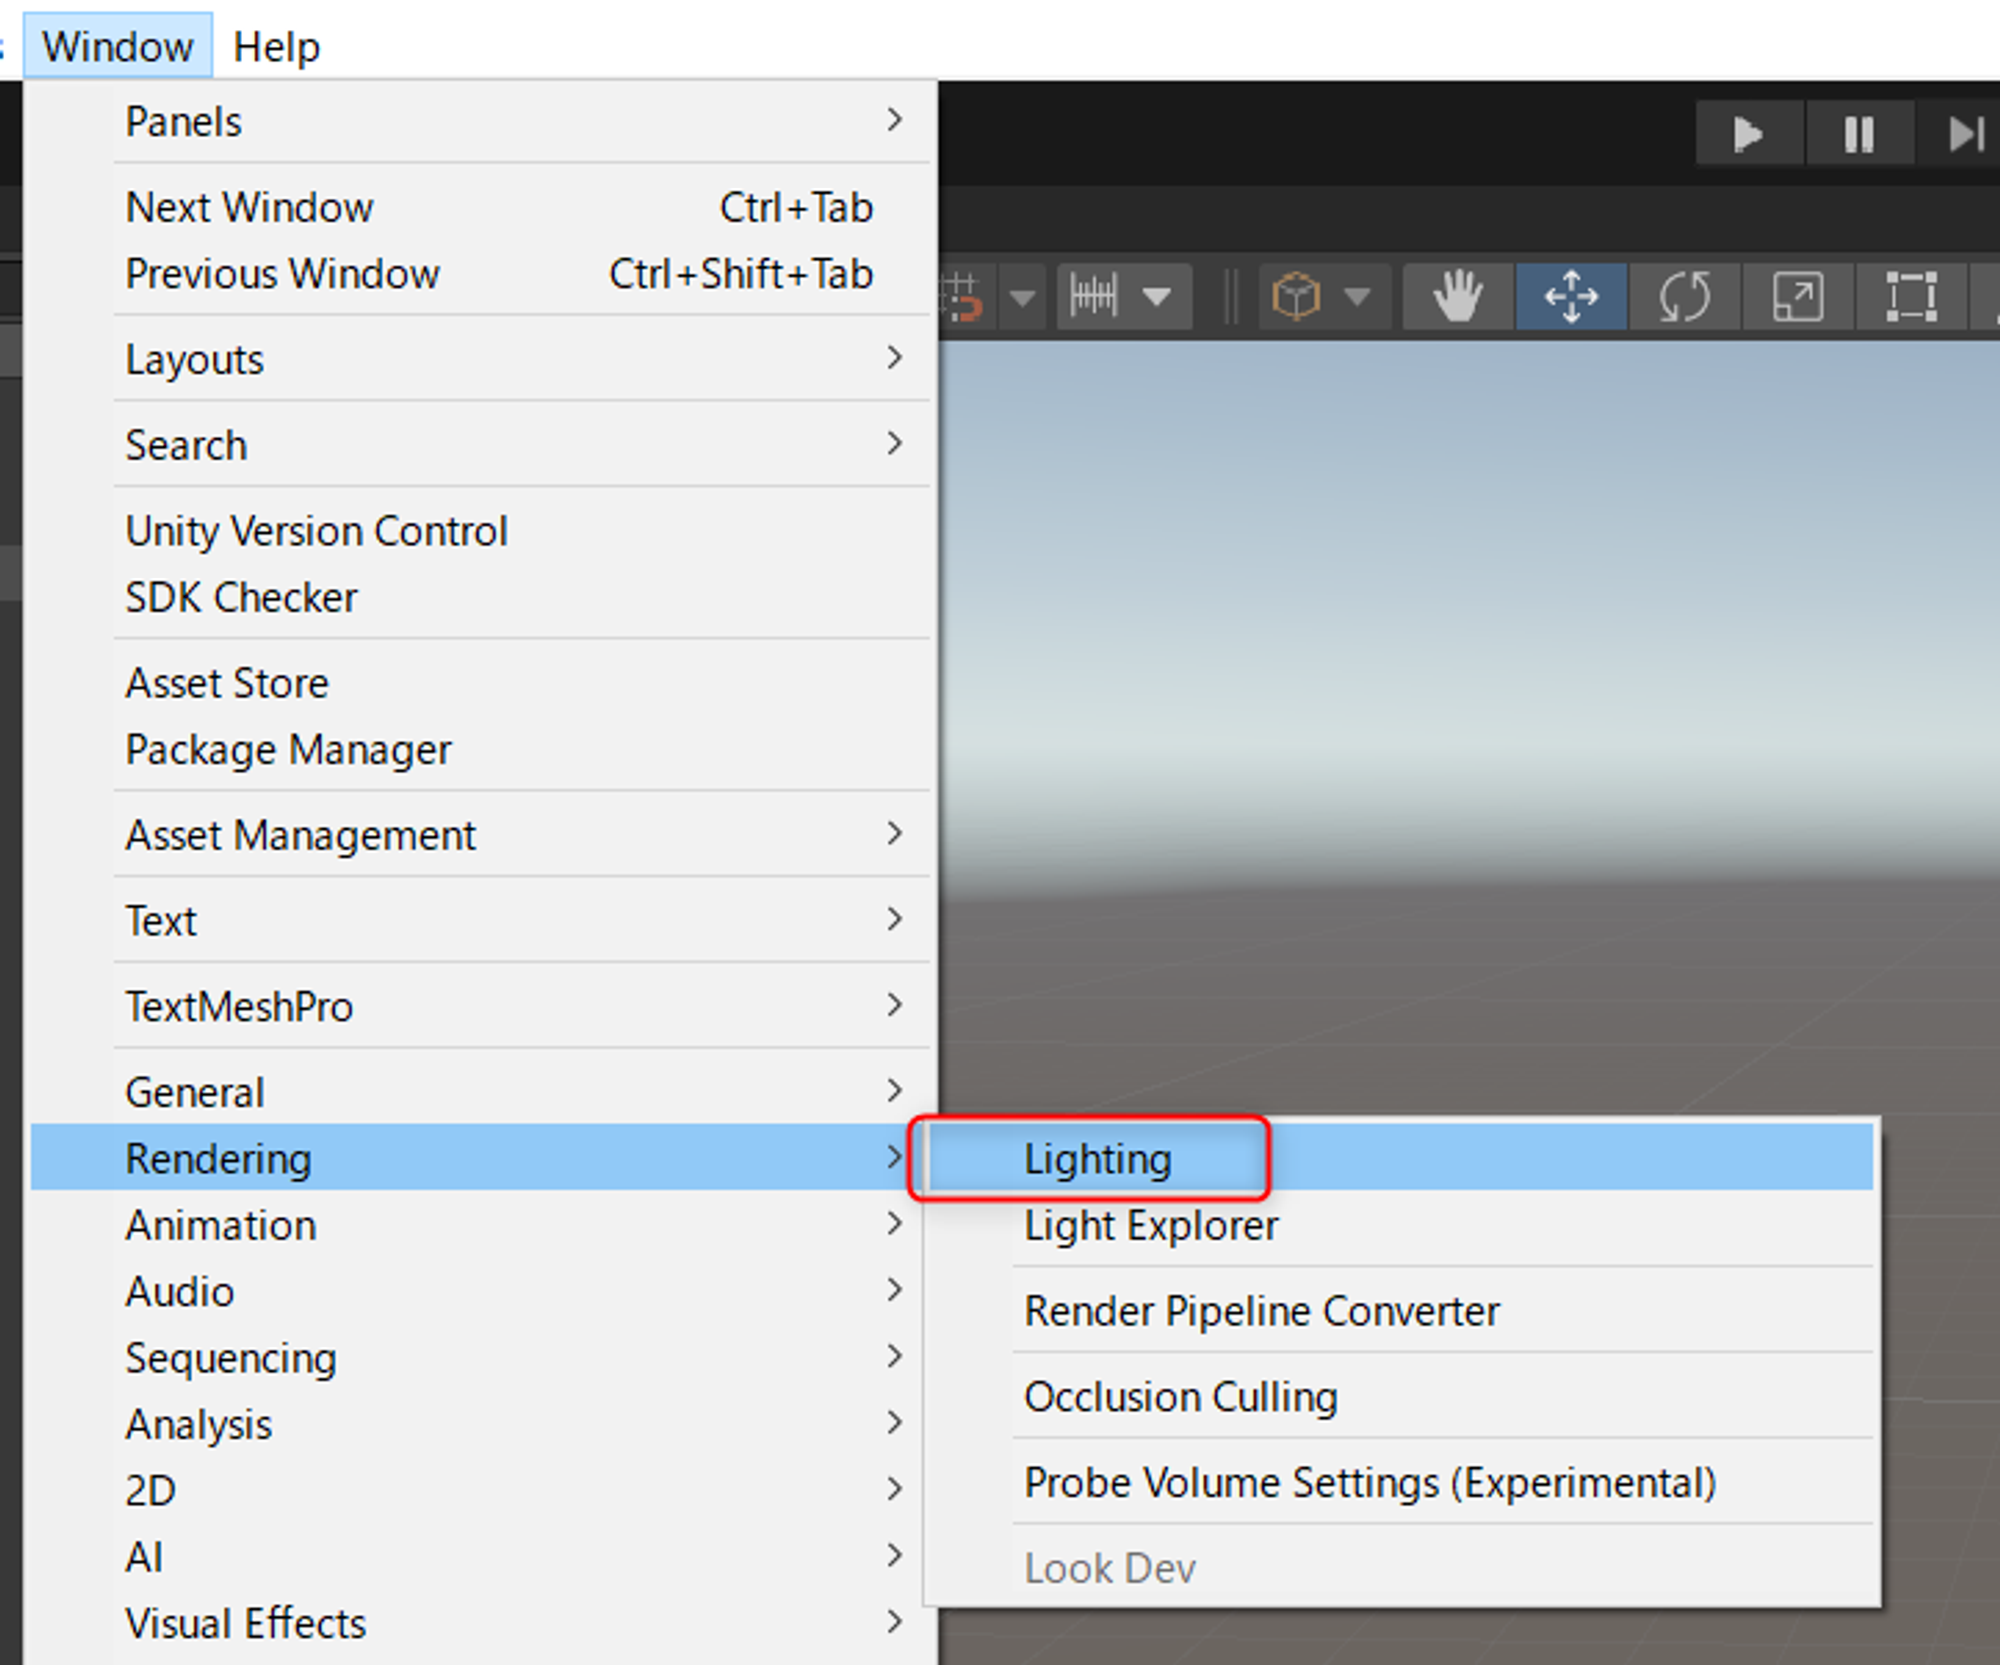 Window Help
Panels
Next Window Ctrl+Tab
Previous Window Ctrl+Shift+Tab
Layouts
Search
Unity Version Control
SDK Checker
Asset Store
Package Manager
Asset Management
Text
TextMeshPro
General
Rendering
Animation
Audio
Sequencing
Analysis
2D
AI
Visual Effects
Lighting
Light Explorer
Render Pipeline Converter
Occlusion Culling
Probe Volume Settings (Experimental)
Look Dev